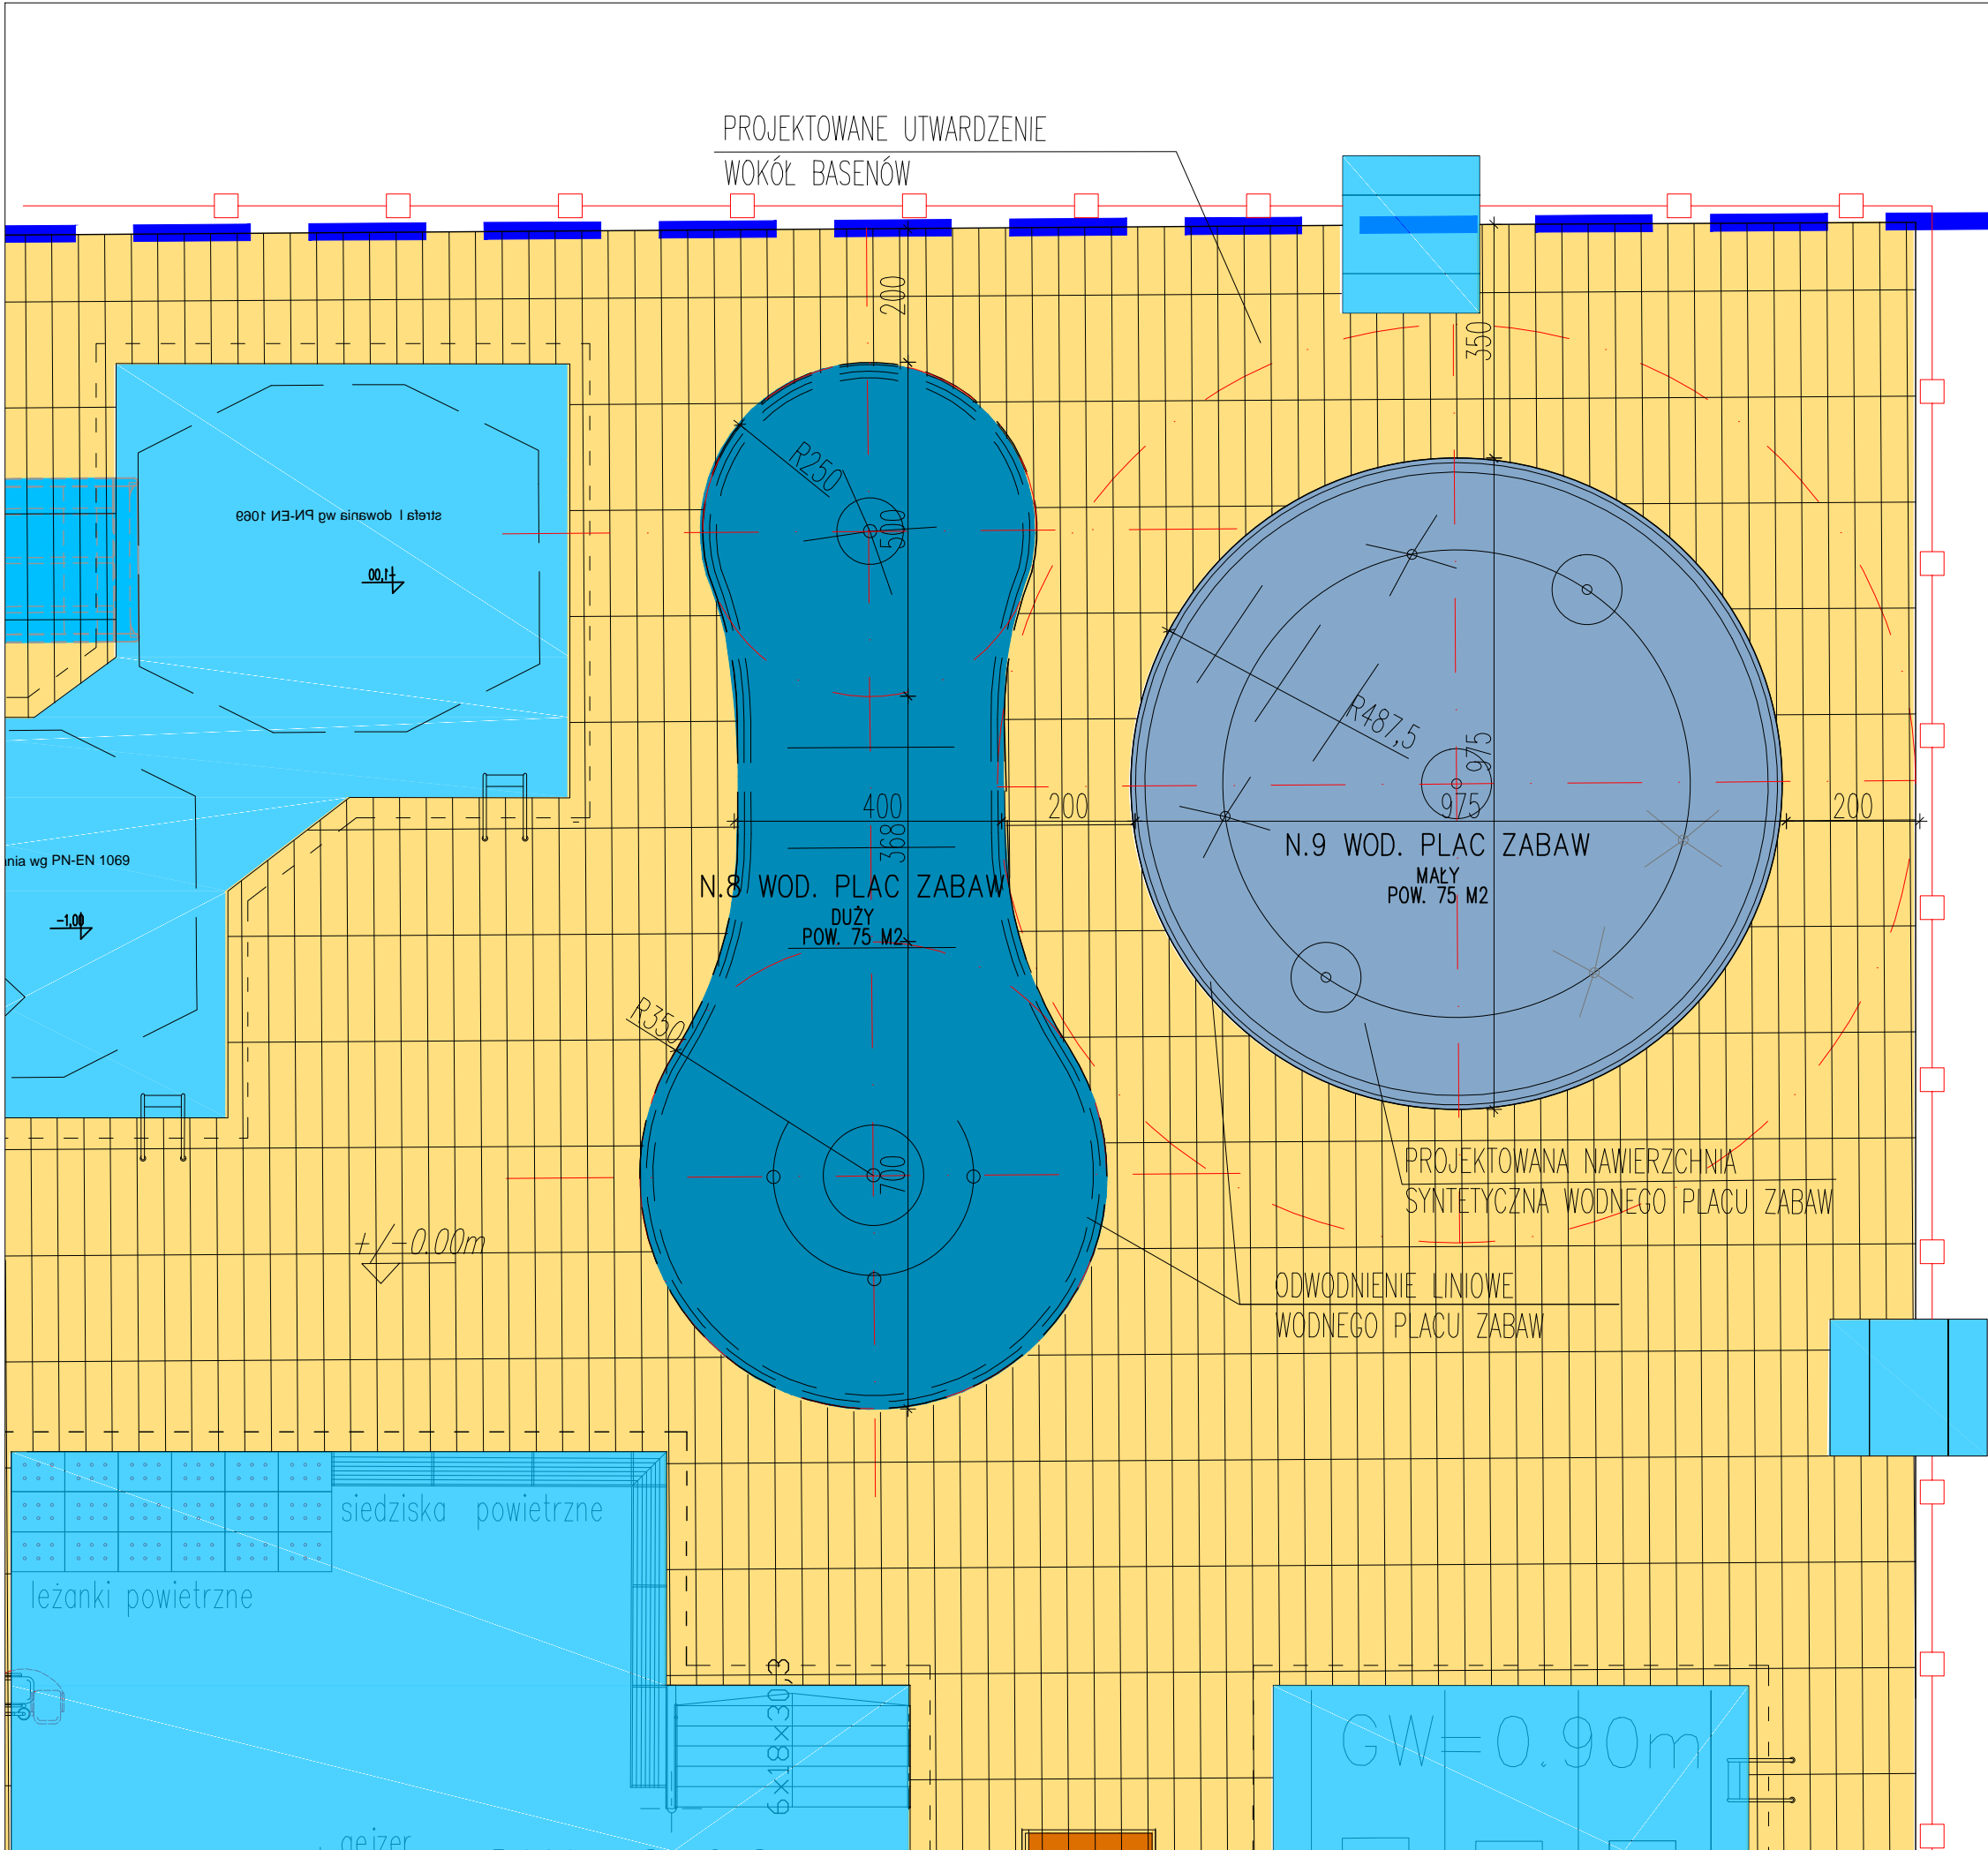 PROJEKTOWANE UTWARDZENIE
WOKÓŁ BASENÓW
200
350
R250
500
strefa l dowania wg PN-EN 1069
+1,00
R487,5
975
400
200
975
200
368
N.9 WOD. PLAC ZABAW
MAŁY
POW. 75 M2
nia wg PN-EN 1069
-1,00
N.8 WOD. PLAC ZABAW
DUŻY
POW. 75 M2
R350
700
PROJEKTOWANA NAWIERZCHNIA
SYNTETYCZNA WODNEGO PLACU ZABAW
+/-0.00m
ODWODNIENIE LINIOWE
WODNEGO PLACU ZABAW
siedziska powietrzne
leżanki powietrzne
6x18x30,3
GW=0.90m
gejzer